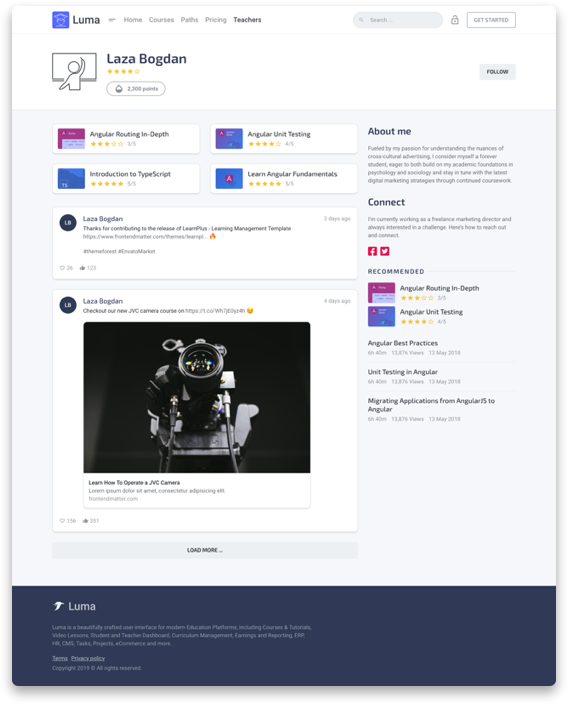 Luma
Home Courses Paths Pricing Teachers
Search ...
GET STARTED
Laza Bogdan
2,300 points
FOLLOW
Angular Routing In-Depth
3/5
Angular Unit Testing
4/5
Introduction to TypeScript
5/5
Learn Angular Fundamentals
5/5
LB
Laza Bogdan
3 days ago
Thanks for contributing to the release of LearnPlus - Learning Management Template
https://www.frontendmatter.com/themes/learnpl...
#themeforest #EnvatoMarket
26 123
LB
Laza Bogdan
4 days ago
Checkout our new JVC camera course on
Learn How To Operate a JVC Camera
Lorem ipsum dolor sit amet, consectetur adipisicing elit.
frontendmatter.com
156 351
LOAD MORE ...
About me
Fueled by my passion for understanding the nuances of
cross-cultural advertising, I consider myself a forever
student, eager to both build on my academic foundations in
psychology and sociology and stay in tune with the latest
digital marketing strategies through continued coursework.
Connect
I'm currently working as a freelance marketing director and
always interested in a challenge. Here's how to reach out
and connect.
RECOMMENDED
Angular Routing In-Depth
3/5
Angular Unit Testing
4/5
Angular Best Practices
6h 40m 13,876 Views 13 May 2018
Unit Testing in Angular
6h 40m 13,876 Views 13 May 2018
Migrating Applications from AngularJS to
Angular
6h 40m 13,876 Views 13 May 2018
Luma
Luma is a beautifully crafted user interface for modern Education Platforms, including Courses & Tutorials,
Video Lessons, Student and Teacher Dashboard, Curriculum Management, Earnings and Reporting, ERP,
HR, CMS, Tasks, Projects, eCommerce and more.
Terms Privacy policy
Copyright 2019 © All rights reserved.